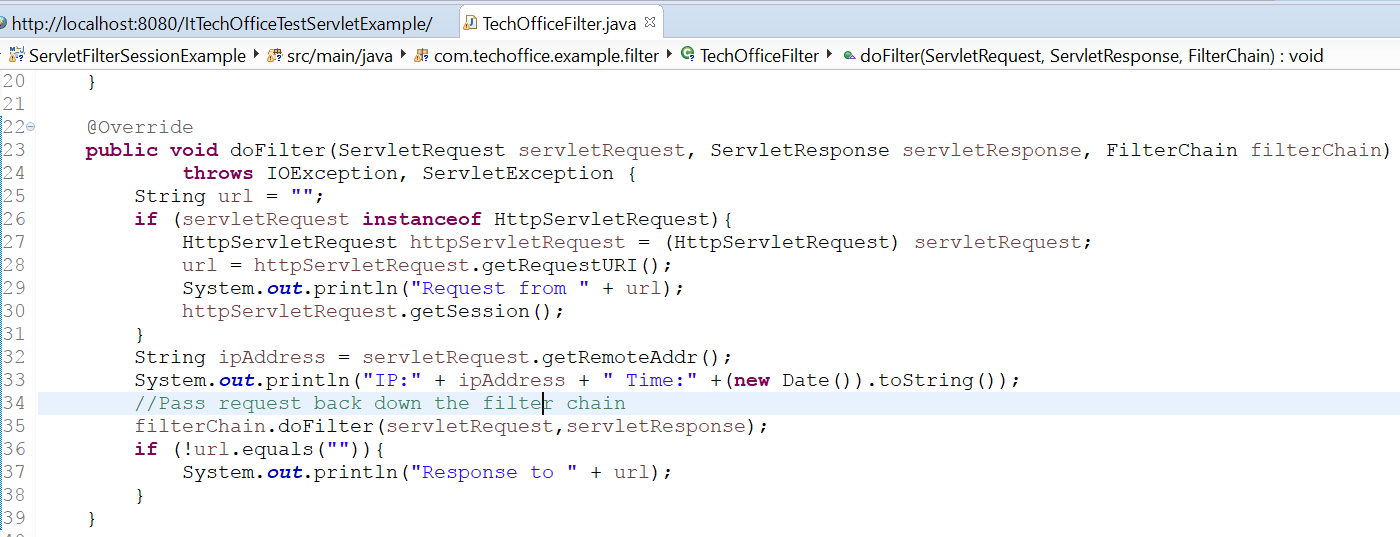 http://localhost:8080/ItTechOfficeTestServletExample/ TechOfficeFilter.java
ServletFilterSessionExample src/main/java com.techoffice.example.filter TechOfficeFilter doFilter(ServletRequest, ServletResponse, FilterChain) : void
20 }
21
22 @Override
23 public void doFilter(ServletRequest servletRequest, ServletResponse servletResponse, FilterChain filterChain)
24 throws IOException, ServletException {
25 String url = "";
26 if (servletRequest instanceof HttpServletRequest){
27 HttpServletRequest httpServletRequest = (HttpServletRequest) servletRequest;
28 url = httpServletRequest.getRequestURI();
29 System.out.println("Request from " + url);
30 httpServletRequest.getSession();
31 }
32 String ipAddress = servletRequest.getRemoteAddr();
33 System.out.println("IP:" + ipAddress + " Time:" +(new Date()).toString());
34 //Pass request back down the filter chain
35 filterChain.doFilter(servletRequest,servletResponse);
36 if (!url.equals("")){
37 System.out.println("Response to " + url);
38 }
39 }